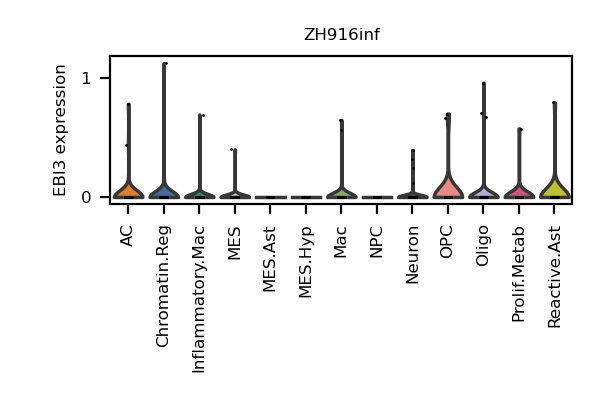 ZH916inf
EBI3 expression
1
0
AC
Chromatin.Reg
Inflammatory.Mac
MES
MES.Ast
MES.Hyp
Mac
NPC
Neuron
OPC
Oligo
Prolif.Metab
Reactive.Ast